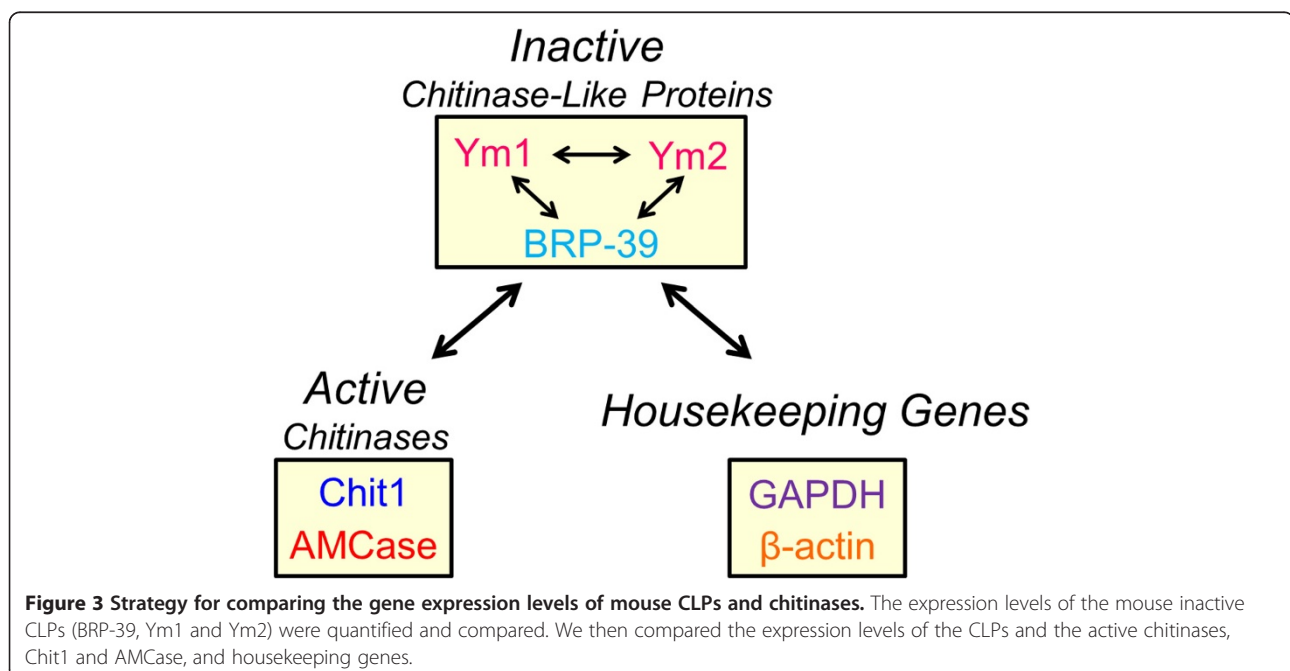 Inactive
Chitinase-Like Proteins
Ym1
Ym2
BRP-39
Active
Chitinases
Chit1
AMCase
Housekeeping Genes
GAPDH
β-actin
Figure 3 Strategy for comparing the gene expression levels of mouse CLPs and chitinases. The expression levels of the mouse inactive
CLPs (BRP-39, Ym1 and Ym2) were quantified and compared. We then compared the expression levels of the CLPs and the active chitinases,
Chit1 and AMCase, and housekeeping genes.